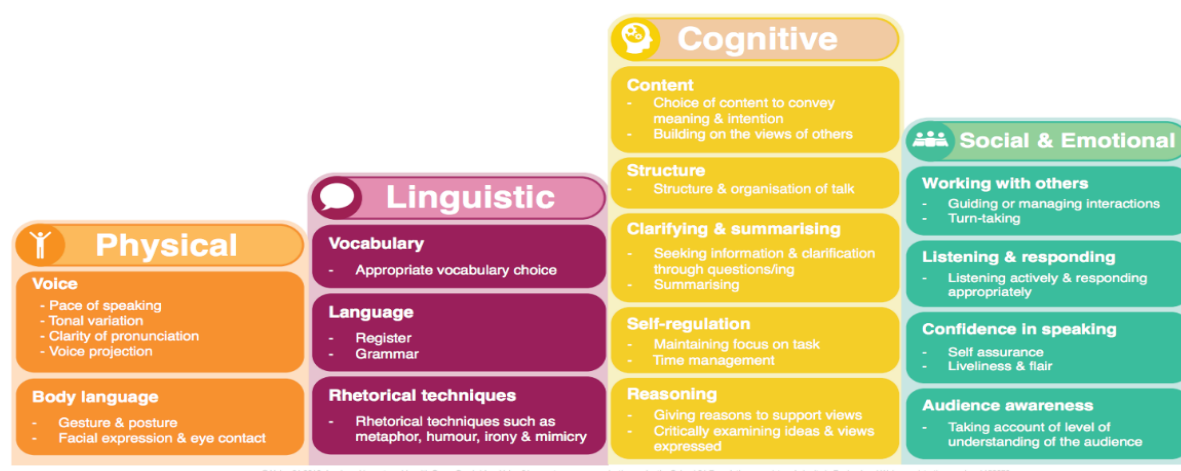 Physical
Voice
- Pace of speaking
- Tonal variation
- Clarity of pronunciation
- Voice projection
Body language
- Gesture & posture
- Facial expression & eye contact
Linguistic
Vocabulary
- Appropriate vocabulary choice
Language
- Register
- Grammar
Rhetorical techniques
- Rhetorical techniques such as
metaphor, humour, irony & mimicry
Cognitive
Content
- Choice of content to convey
meaning & intention
- Building on the views of others
Structure
- Structure & organisation of talk
Clarifying & summarising
- Seeking information & clarification
through questions/ing
- Summarising
Self-regulation
- Maintaining focus on task
- Time management
Reasoning
- Giving reasons to support views
- Critically examining ideas & views
expressed
Social & Emotional
Working with others
- Guiding or managing interactions
- Turn-taking
Listening & responding
- Listening actively & responding
appropriately
Confidence in speaking
- Self assurance
- Liveliness & flair
Audience awareness
- Taking account of level of
understanding of the audience